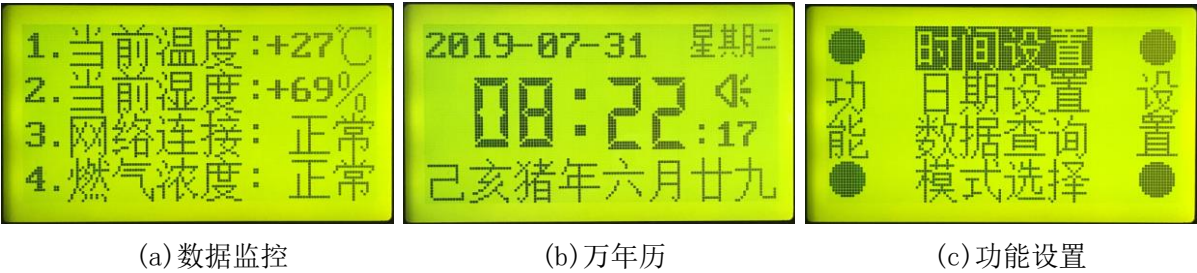 1.当前温度:+27℃
2.当前湿度:+69%
3.网络连接: 正常
4.燃气浓度: 正常
(a)数据监控
2019-07-31 星期三
08:22:17
己亥猪年六月廿九
(b)万年历
时间设置
日期设置
数据查询
模式选择
功能
设置
(c)功能设置